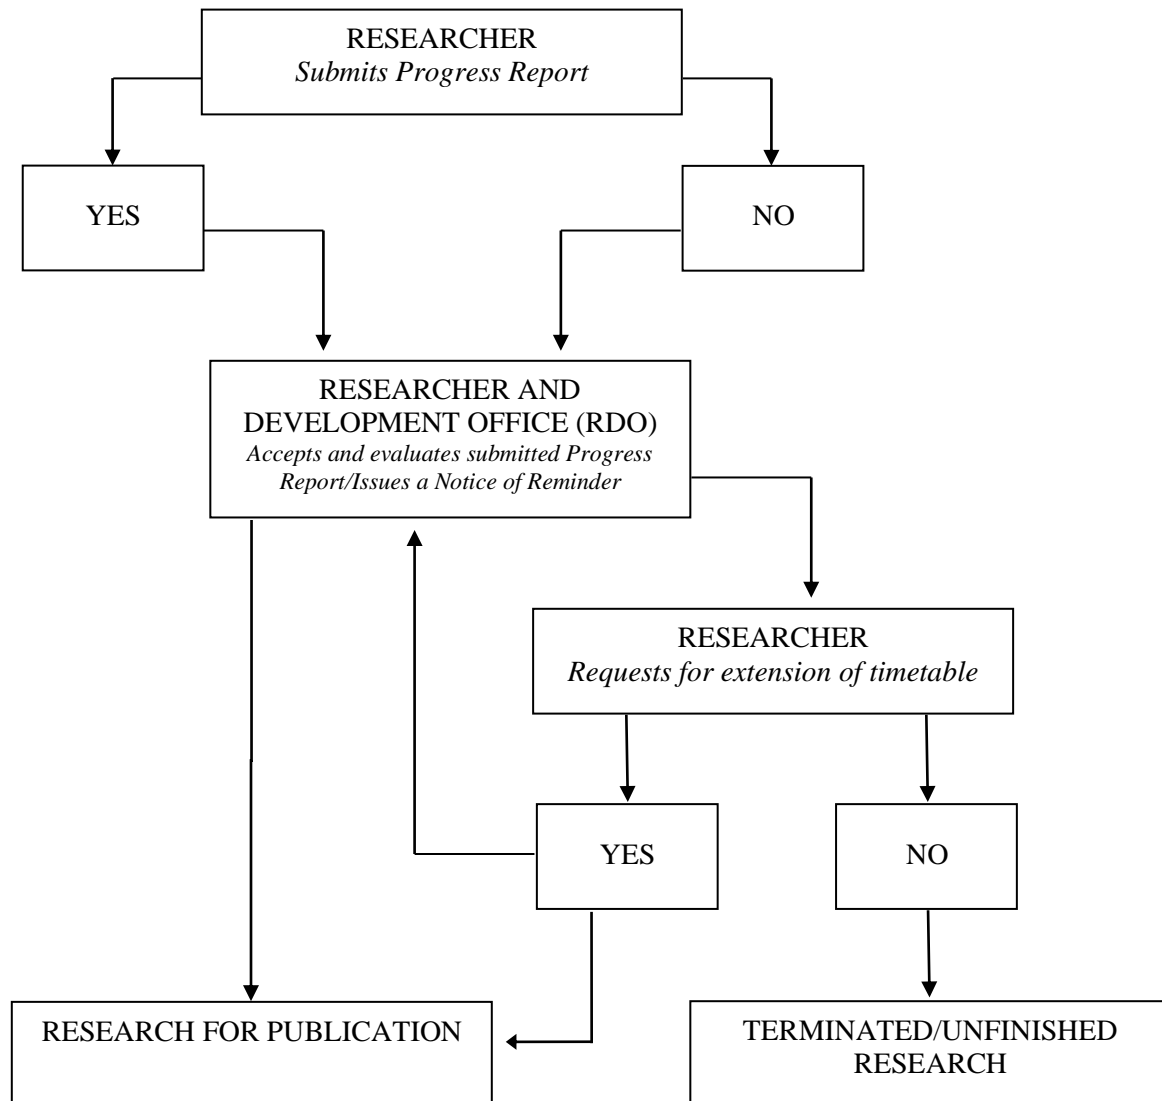 RESEARCHER
Submits Progress Report
YES
NO
RESEARCHER AND
DEVELOPMENT OFFICE (RDO)
Accepts and evaluates submitted Progress
Report/Issues a Notice of Reminder
RESEARCHER
Requests for extension of timetable
YES
NO
RESEARCH FOR PUBLICATION
TERMINATED/UNFINISHED
RESEARCH